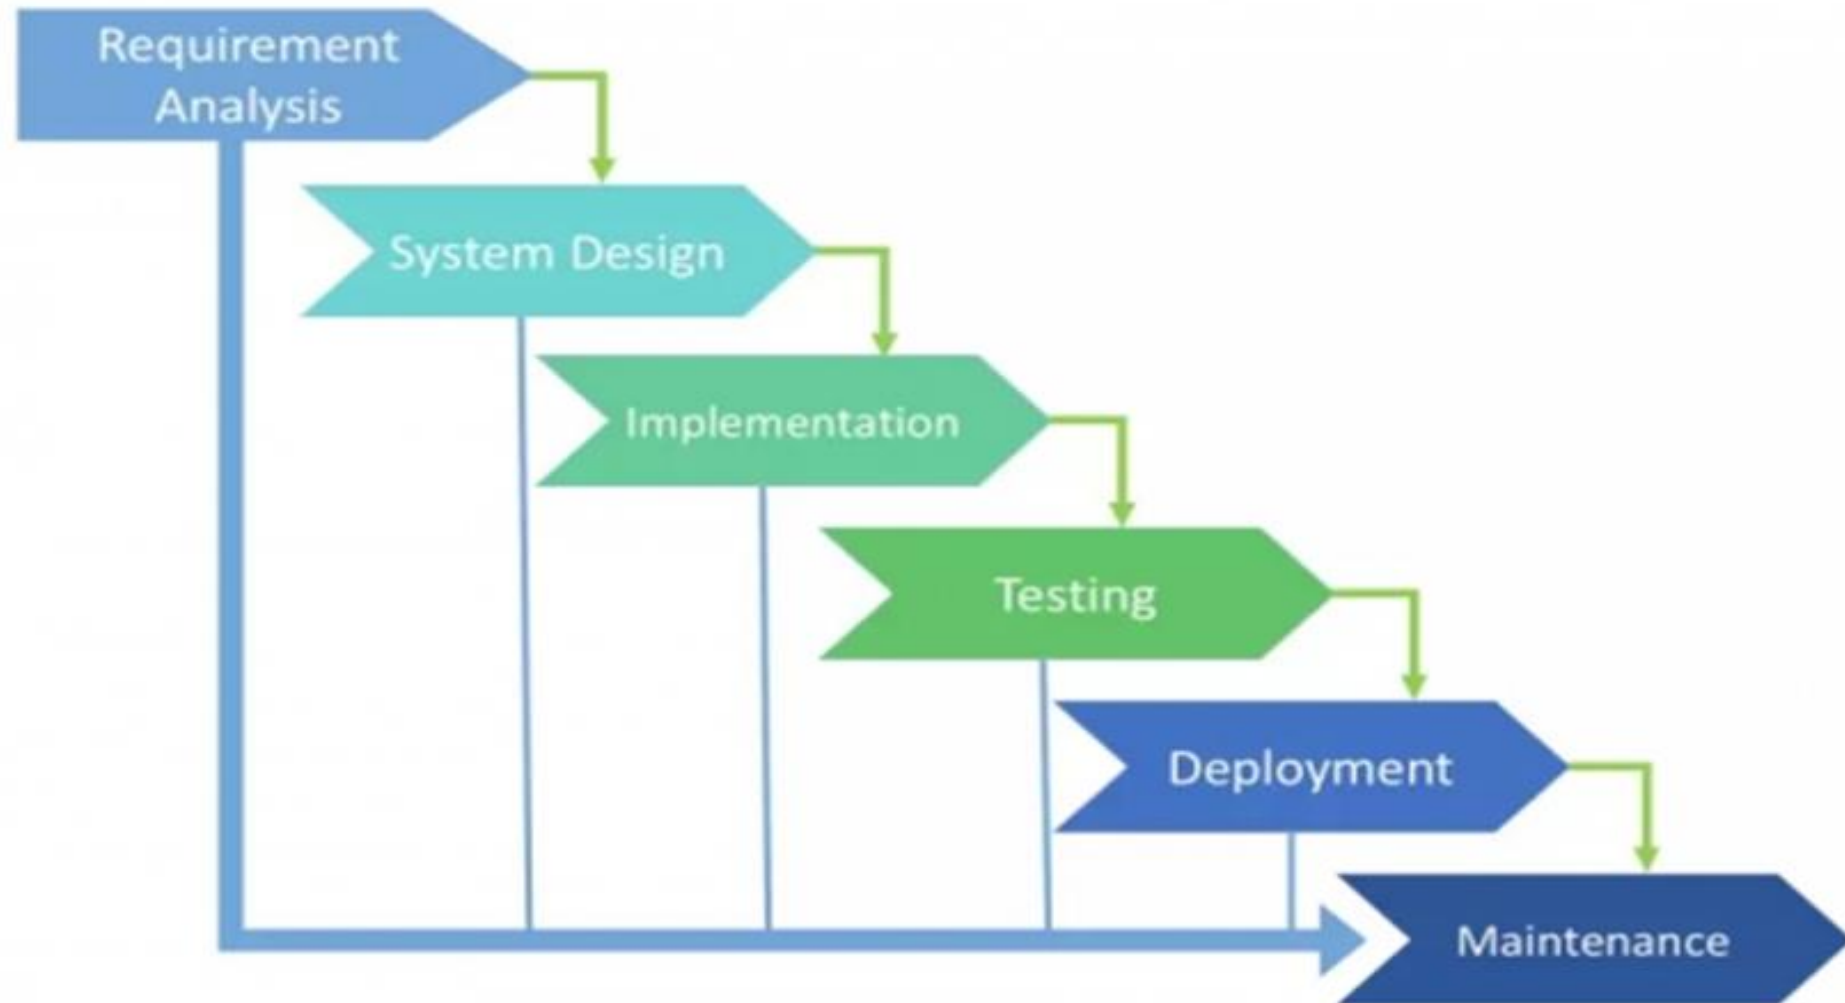 Requirement
Analysis
System Design
Implementation
Testing
Deployment
Maintenance